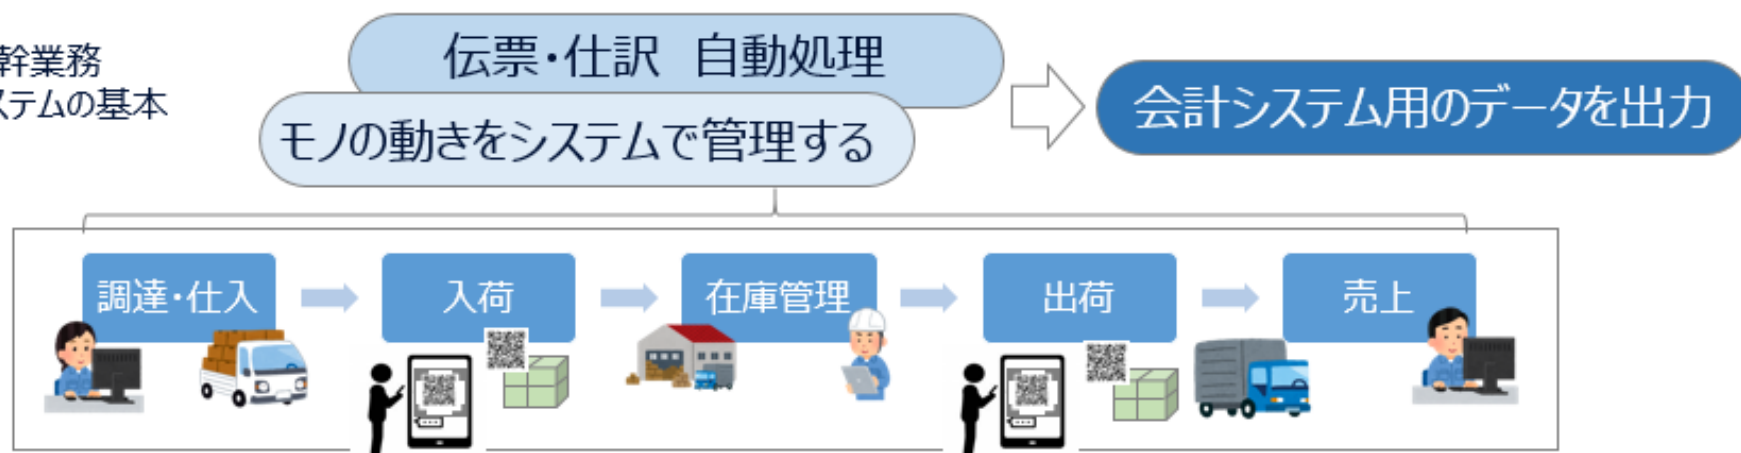 幹業務
ステムの基本
伝票・仕訳 自動処理
モノの動きをシステムで管理する
会計システム用のデータを出力
調達・仕入
入荷
在庫管理
出荷
売上